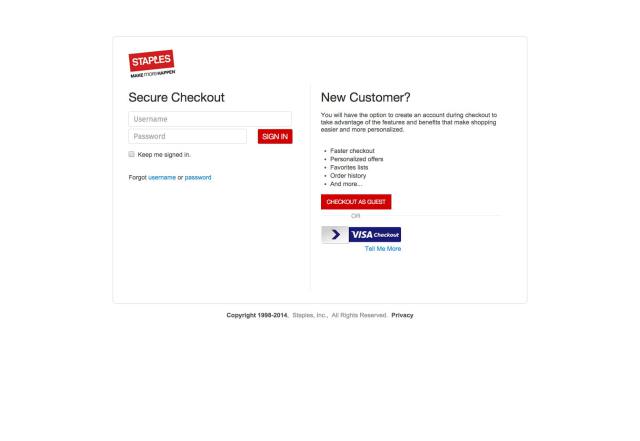 STAPLES
MAKE more HAPPEN
Secure Checkout
Username
Password
SIGN IN
Keep me signed in.
Forgot username or password
New Customer?
You will have the option to create an account during checkout to
take advantage of the features and benefits that make shopping
easier and more personalized.
• Faster checkout
• Personalized offers
• Favorites lists
• Order history
• And more...
CHECKOUT AS GUEST
OR
VISA Checkout
Tell Me More
Copyright 1998-2014, Staples, Inc., All Rights Reserved. Privacy